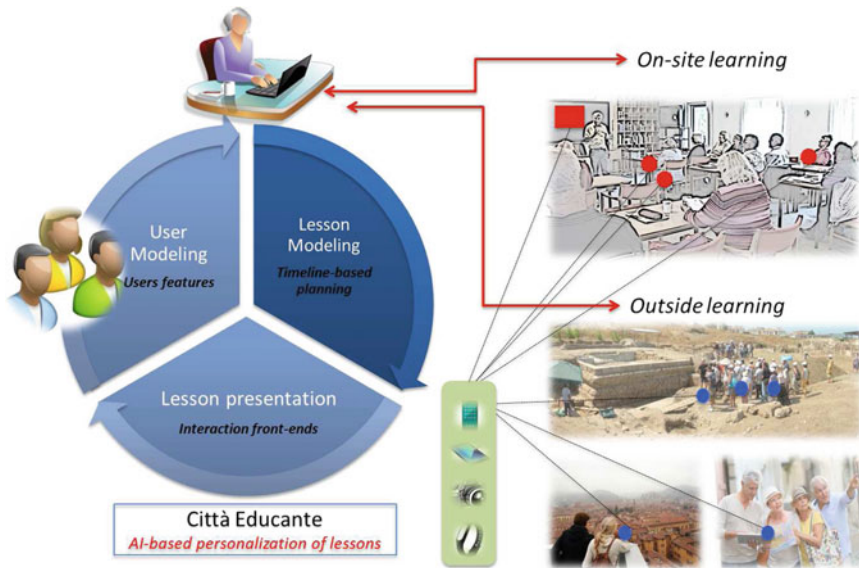 On-site learning
User
Modeling
Users features
Lesson
Modeling
Timeline-based
planning
Outside learning
Lesson presentation
Interaction front-ends
Città Educante
AI-based personalization of lessons